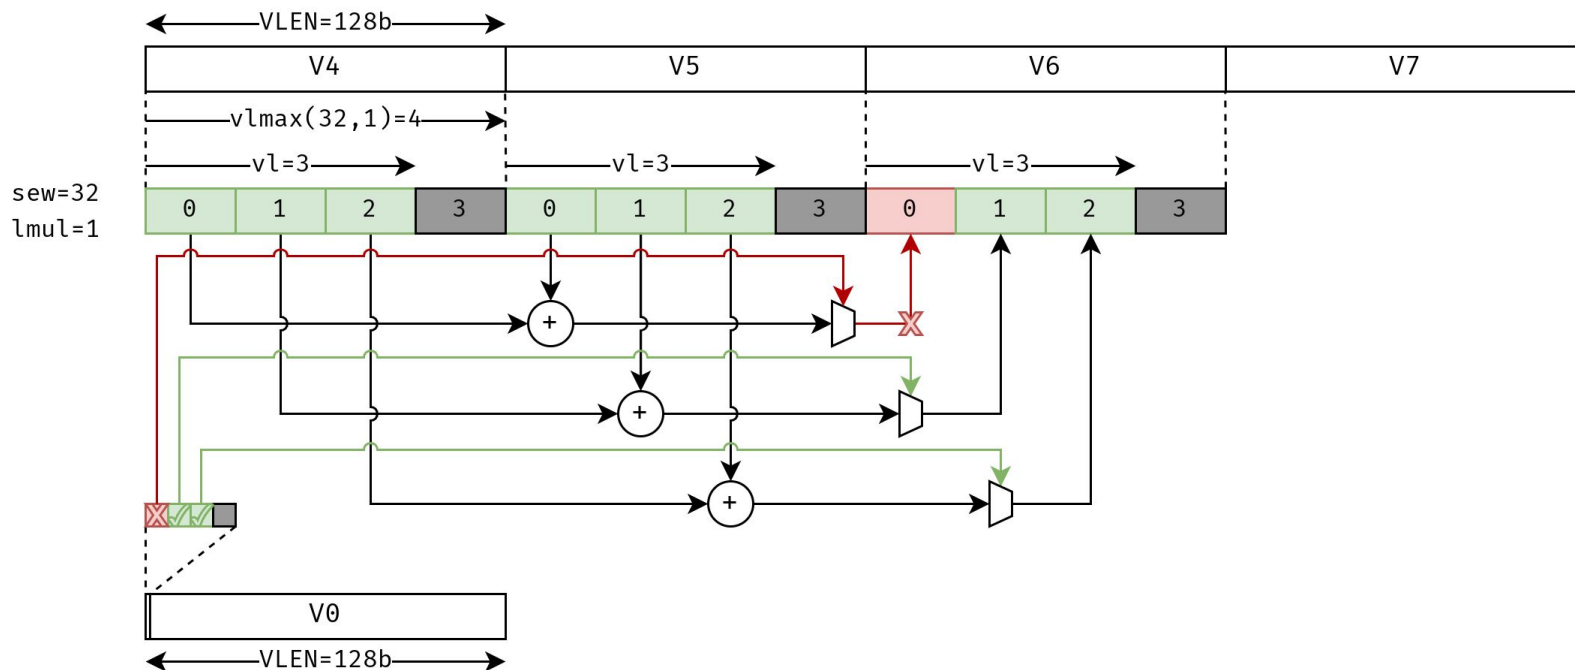 VLEN=128b
V4 V5 V6 V7
vlmax(32,1)=4
vl=3 vl=3 vl=3
sew=32
lmul=1
0 1 2 3 0 1 2 3 0 1 2 3
+
+
+
V0
VLEN=128b